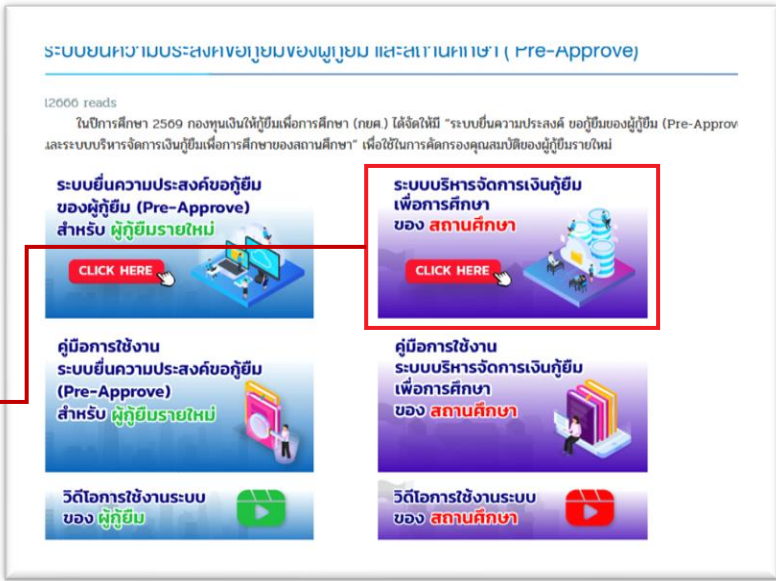 ระบบยื่นความประสงค์ขอกู้ยืมของผู้กู้ยืม และสถานศึกษา ( Pre-Approve)
12666 reads
ในปีการศึกษา 2569 กองทุนเงินให้กู้ยืมเพื่อการศึกษา (กยศ.) ได้จัดให้มี “ระบบยื่นความประสงค์ ขอกู้ยืมของผู้กู้ยืม (Pre-Approv
และระบบบริหารจัดการเงินกู้ยืมเพื่อการศึกษาของสถานศึกษา” เพื่อใช้ในการคัดกรองคุณสมบัติของผู้กู้ยืมรายใหม่
ระบบยื่นความประสงค์ขอกู้ยืม
ของผู้กู้ยืม (Pre-Approve)
สำหรับ ผู้กู้ยืมรายใหม่
CLICK HERE
ระบบบริหารจัดการเงินกู้ยืม
เพื่อการศึกษา
ของ สถานศึกษา
CLICK HERE
คู่มือการใช้งาน
ระบบยื่นความประสงค์ขอกู้ยืม
(Pre-Approve)
สำหรับ ผู้กู้ยืมรายใหม่
คู่มือการใช้งาน
ระบบบริหารจัดการเงินกู้ยืม
เพื่อการศึกษา
ของ สถานศึกษา
วิดีโอการใช้งานระบบ
ของ ผู้กู้ยืม
วิดีโอการใช้งานระบบ
ของ สถานศึกษา